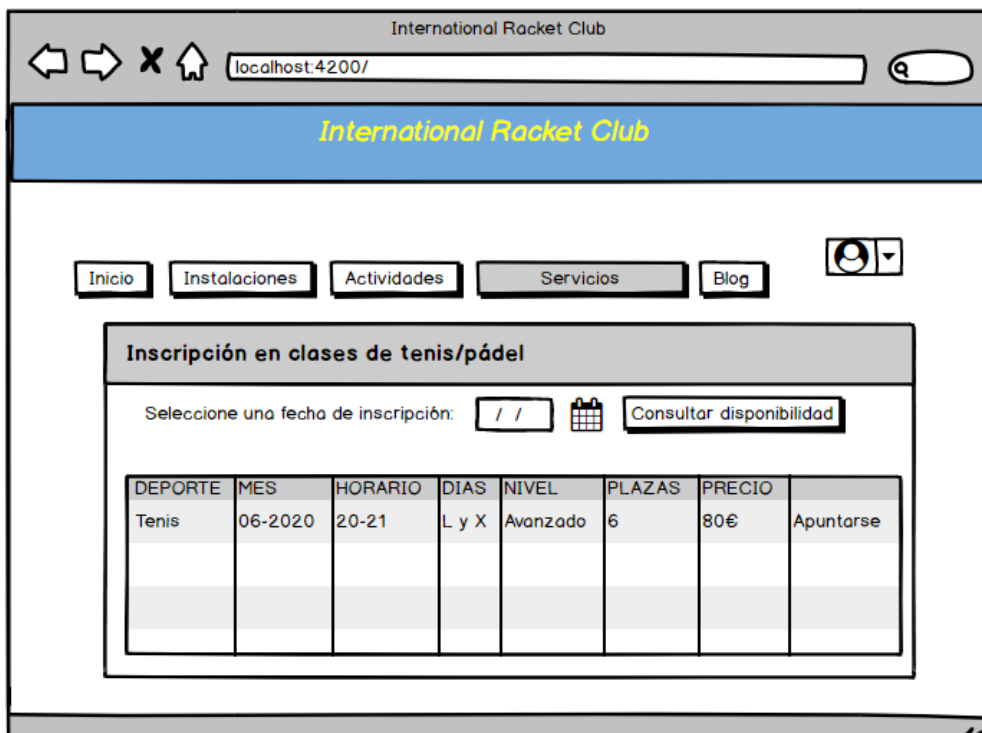 International Racket Club
localhost:4200/
International Racket Club
Inicio Instalaciones Actividades Servicios Blog
Inscripción en clases de tenis/pádel
Seleccione una fecha de inscripción: / / Consultar disponibilidad
DEPORTE MES HORARIO DIAS NIVEL PLAZAS PRECIO
Tenis 06-2020 20-21 L y X Avanzado 6 80€ Apuntarse